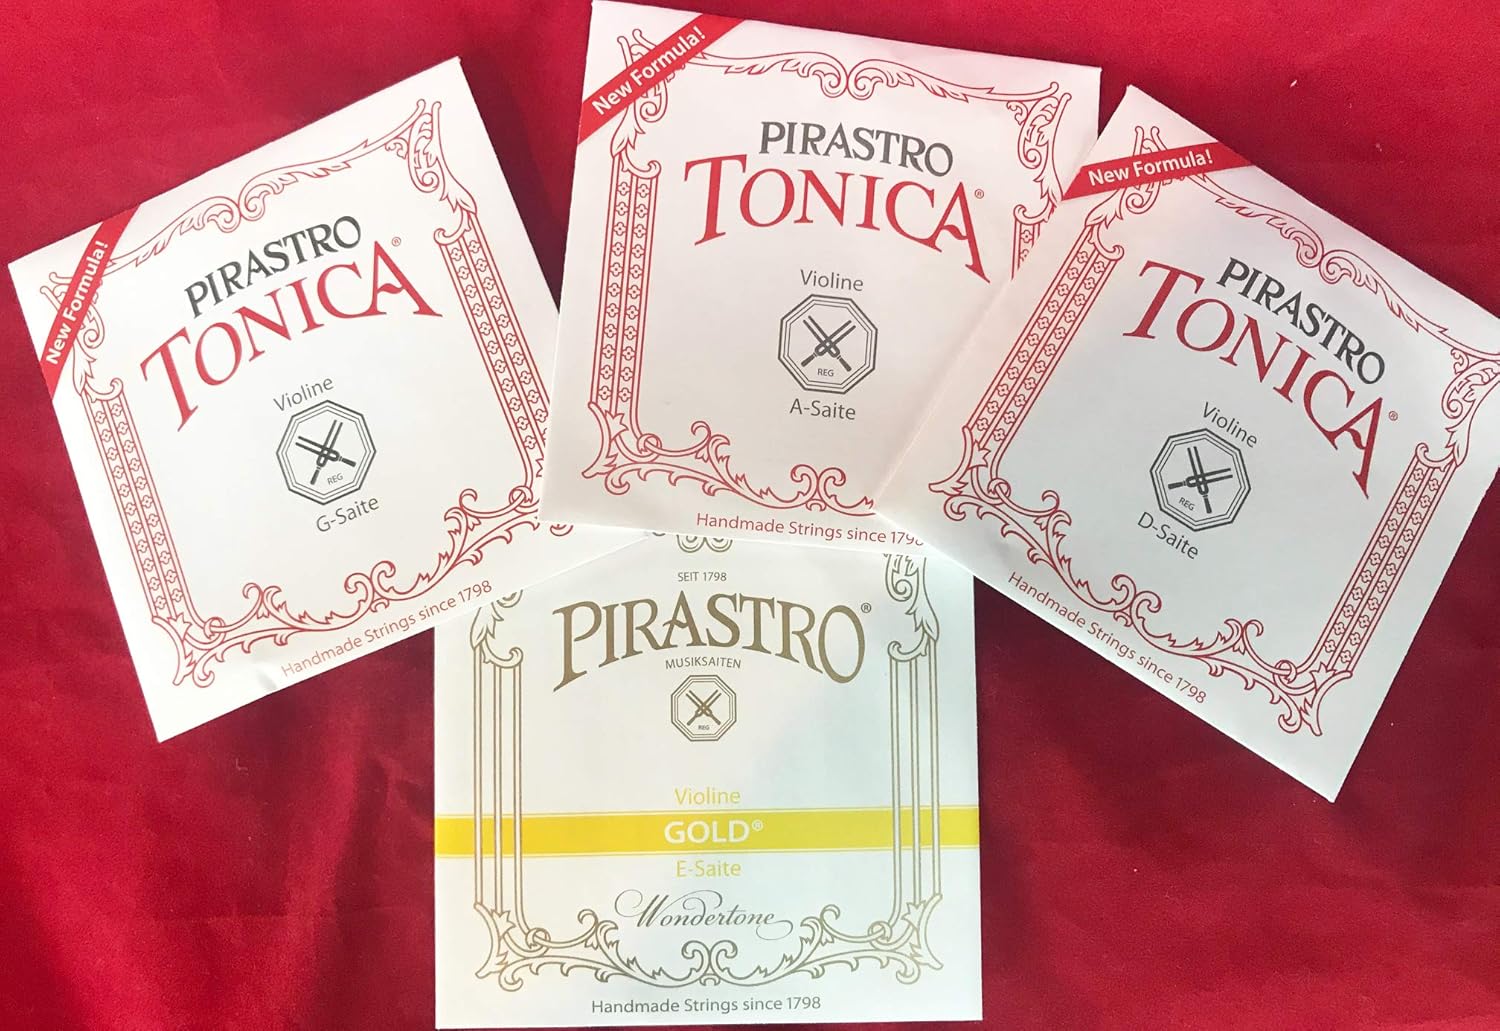 New Formula!
PIRASTRO
TONICA®
Violine
REG
G-Saite
Handmade Strings since 1798
New Formula!
PIRASTRO
TONICA®
Violine
REG
A-Saite
Handmade Strings since 1798
New Formula!
PIRASTRO
TONICA®
Violine
REG
D-Saite
Handmade Strings since 1798
SEIT 1798
PIRASTRO®
MUSIKSAITEN
REG
Violine
GOLD®
E-Saite
Wondertone
Handmade Strings since 1798